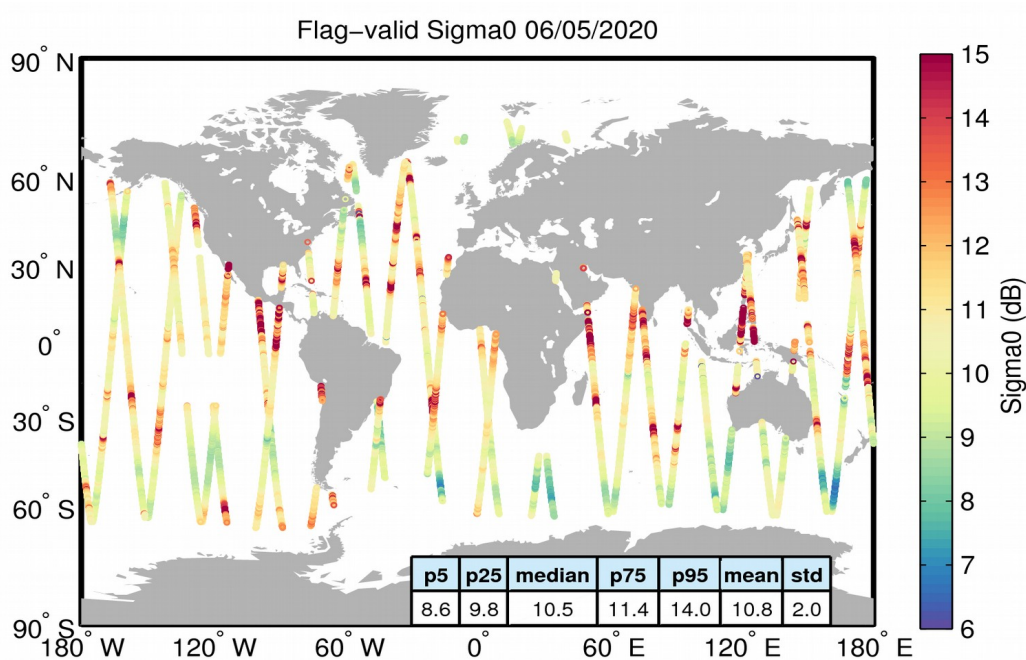 Flag−valid Sigma0 06/05/2020
90° N
60° N
30° N
0°
30° S
60° S
90° S
180° W
120° W
60° W
0°
60° E
120° E
180° E
p5 p25 median p75 p95 mean std
8.6 9.8 10.5 11.4 14.0 10.8 2.0
15
14
13
12
11
10
9
8
7
6
Sigma0 (dB)